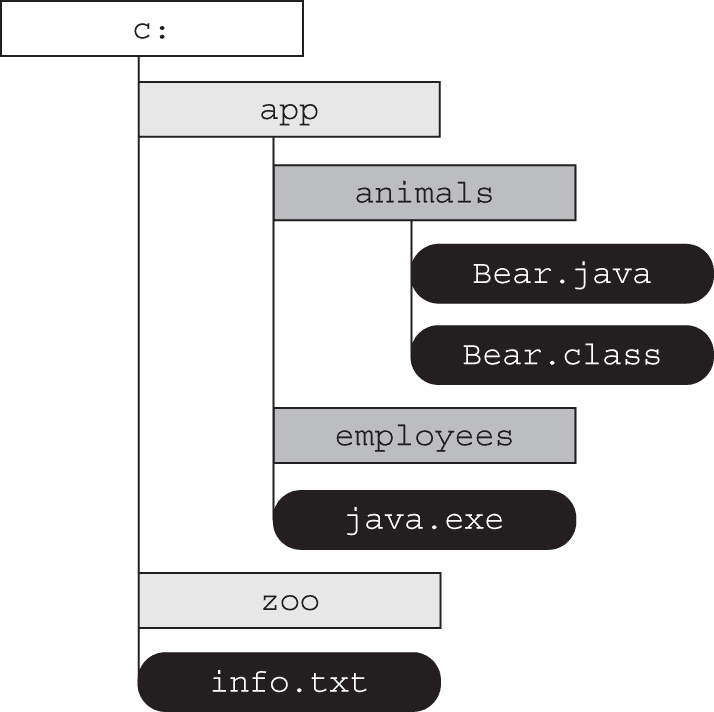 c:
app
animals
Bear.java
Bear.class
employees
java.exe
zoo
info.txt